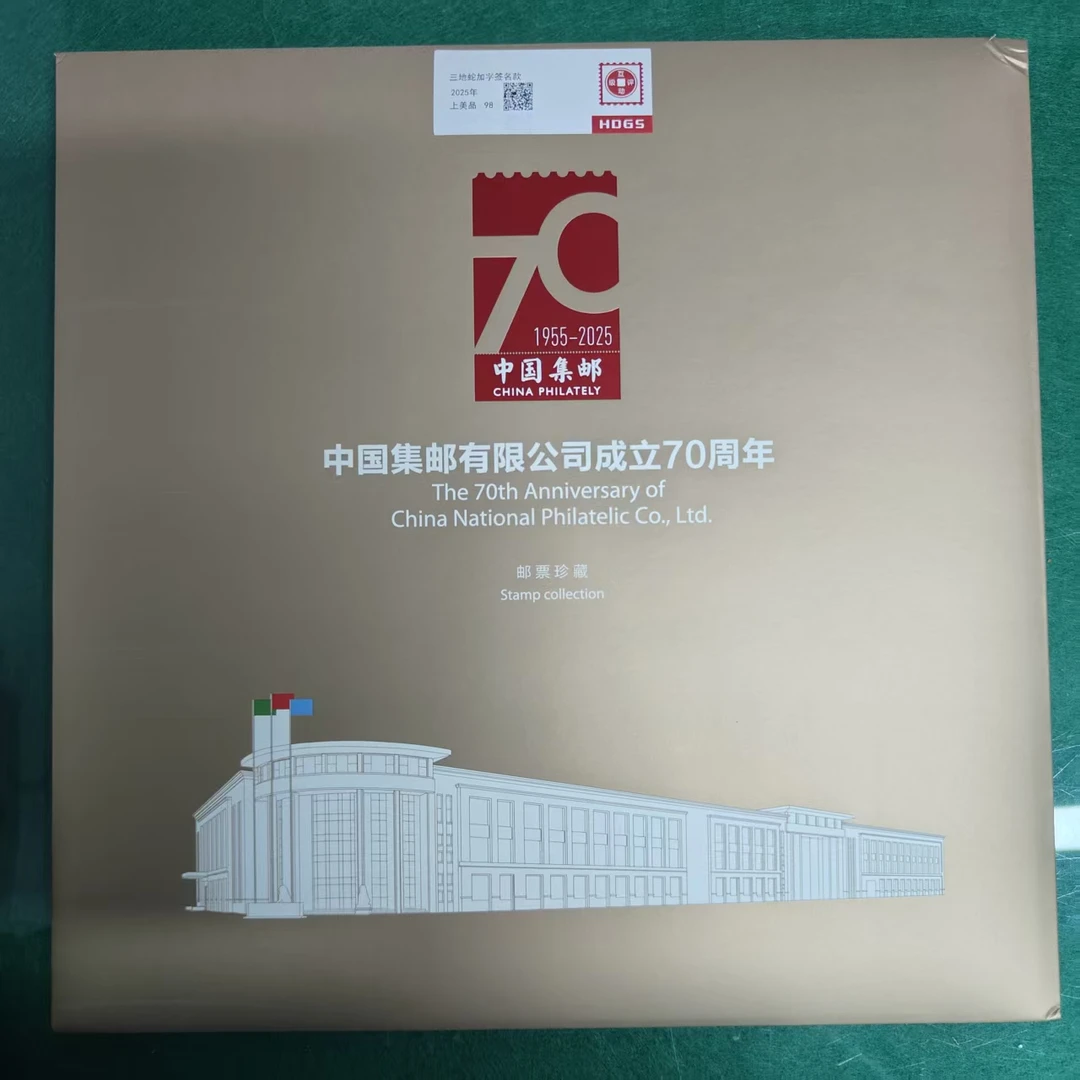 三地蛇加字签名款
2025年
上美品 98
HDGS
70
1955-2025
中国集邮
CHINA PHILATELY
中国集邮有限公司成立70周年
The 70th Anniversary of
China National Philatelic Co., Ltd.
邮票珍藏
Stamp collection